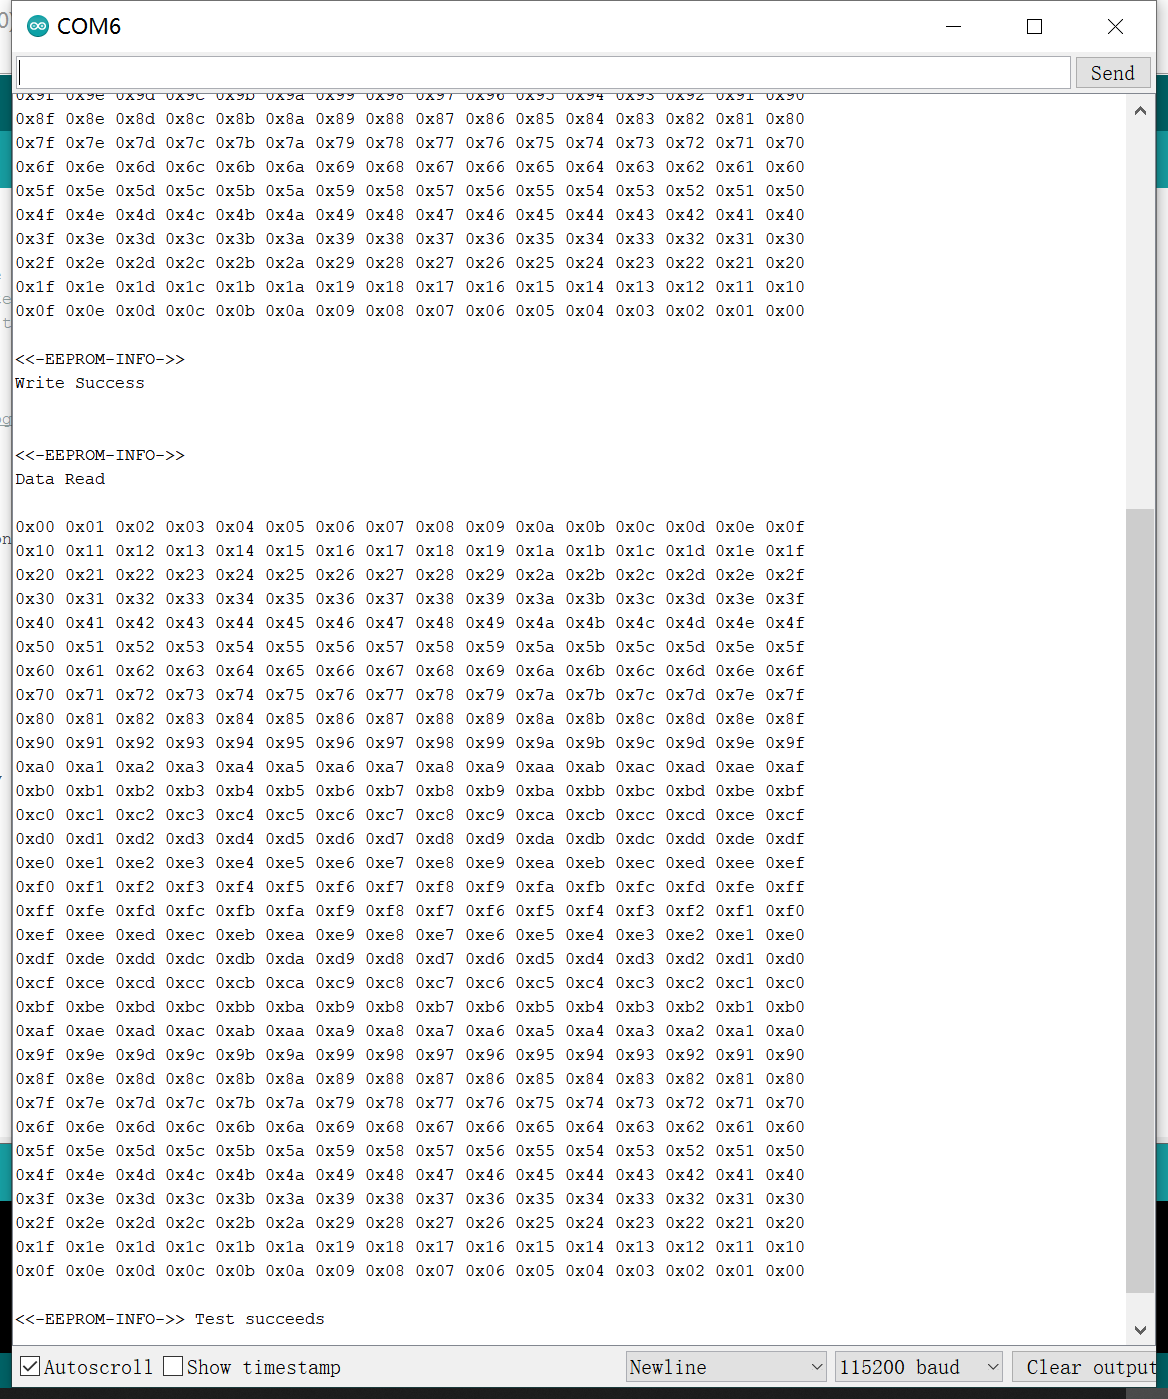 COM6
Send
0x9f 0x9e 0x9d 0x9c 0x9b 0x9a 0x99 0x98 0x97 0x96 0x95 0x94 0x93 0x92 0x91 0x90
0x8f 0x8e 0x8d 0x8c 0x8b 0x8a 0x89 0x88 0x87 0x86 0x85 0x84 0x83 0x82 0x81 0x80
0x7f 0x7e 0x7d 0x7c 0x7b 0x7a 0x79 0x78 0x77 0x76 0x75 0x74 0x73 0x72 0x71 0x70
0x6f 0x6e 0x6d 0x6c 0x6b 0x6a 0x69 0x68 0x67 0x66 0x65 0x64 0x63 0x62 0x61 0x60
0x5f 0x5e 0x5d 0x5c 0x5b 0x5a 0x59 0x58 0x57 0x56 0x55 0x54 0x53 0x52 0x51 0x50
0x4f 0x4e 0x4d 0x4c 0x4b 0x4a 0x49 0x48 0x47 0x46 0x45 0x44 0x43 0x42 0x41 0x40
0x3f 0x3e 0x3d 0x3c 0x3b 0x3a 0x39 0x38 0x37 0x36 0x35 0x34 0x33 0x32 0x31 0x30
0x2f 0x2e 0x2d 0x2c 0x2b 0x2a 0x29 0x28 0x27 0x26 0x25 0x24 0x23 0x22 0x21 0x20
0x1f 0x1e 0x1d 0x1c 0x1b 0x1a 0x19 0x18 0x17 0x16 0x15 0x14 0x13 0x12 0x11 0x10
0x0f 0x0e 0x0d 0x0c 0x0b 0x0a 0x09 0x08 0x07 0x06 0x05 0x04 0x03 0x02 0x01 0x00
<<-EEPROM-INFO->>
Write Success
<<-EEPROM-INFO->>
Data Read
0x00 0x01 0x02 0x03 0x04 0x05 0x06 0x07 0x08 0x09 0x0a 0x0b 0x0c 0x0d 0x0e 0x0f
0x10 0x11 0x12 0x13 0x14 0x15 0x16 0x17 0x18 0x19 0x1a 0x1b 0x1c 0x1d 0x1e 0x1f
0x20 0x21 0x22 0x23 0x24 0x25 0x26 0x27 0x28 0x29 0x2a 0x2b 0x2c 0x2d 0x2e 0x2f
0x30 0x31 0x32 0x33 0x34 0x35 0x36 0x37 0x38 0x39 0x3a 0x3b 0x3c 0x3d 0x3e 0x3f
0x40 0x41 0x42 0x43 0x44 0x45 0x46 0x47 0x48 0x49 0x4a 0x4b 0x4c 0x4d 0x4e 0x4f
0x50 0x51 0x52 0x53 0x54 0x55 0x56 0x57 0x58 0x59 0x5a 0x5b 0x5c 0x5d 0x5e 0x5f
0x60 0x61 0x62 0x63 0x64 0x65 0x66 0x67 0x68 0x69 0x6a 0x6b 0x6c 0x6d 0x6e 0x6f
0x70 0x71 0x72 0x73 0x74 0x75 0x76 0x77 0x78 0x79 0x7a 0x7b 0x7c 0x7d 0x7e 0x7f
0x80 0x81 0x82 0x83 0x84 0x85 0x86 0x87 0x88 0x89 0x8a 0x8b 0x8c 0x8d 0x8e 0x8f
0x90 0x91 0x92 0x93 0x94 0x95 0x96 0x97 0x98 0x99 0x9a 0x9b 0x9c 0x9d 0x9e 0x9f
0xa0 0xa1 0xa2 0xa3 0xa4 0xa5 0xa6 0xa7 0xa8 0xa9 0xaa 0xab 0xac 0xad 0xae 0xaf
0xb0 0xb1 0xb2 0xb3 0xb4 0xb5 0xb6 0xb7 0xb8 0xb9 0xba 0xbb 0xbc 0xbd 0xbe 0xbf
0xc0 0xc1 0xc2 0xc3 0xc4 0xc5 0xc6 0xc7 0xc8 0xc9 0xca 0xcb 0xcc 0xcd 0xce 0xcf
0xd0 0xd1 0xd2 0xd3 0xd4 0xd5 0xd6 0xd7 0xd8 0xd9 0xda 0xdb 0xdc 0xdd 0xde 0xdf
0xe0 0xe1 0xe2 0xe3 0xe4 0xe5 0xe6 0xe7 0xe8 0xe9 0xea 0xeb 0xec 0xed 0xee 0xef
0xf0 0xf1 0xf2 0xf3 0xf4 0xf5 0xf6 0xf7 0xf8 0xf9 0xfa 0xfb 0xfc 0xfd 0xfe 0xff
0xff 0xfe 0xfd 0xfc 0xfb 0xfa 0xf9 0xf8 0xf7 0xf6 0xf5 0xf4 0xf3 0xf2 0xf1 0xf0
0xef 0xee 0xed 0xec 0xeb 0xea 0xe9 0xe8 0xe7 0xe6 0xe5 0xe4 0xe3 0xe2 0xe1 0xe0
0xdf 0xde 0xdd 0xdc 0xdb 0xda 0xd9 0xd8 0xd7 0xd6 0xd5 0xd4 0xd3 0xd2 0xd1 0xd0
0xcf 0xce 0xcd 0xcc 0xcb 0xca 0xc9 0xc8 0xc7 0xc6 0xc5 0xc4 0xc3 0xc2 0xc1 0xc0
0xbf 0xbe 0xbd 0xbc 0xbb 0xba 0xb9 0xb8 0xb7 0xb6 0xb5 0xb4 0xb3 0xb2 0xb1 0xb0
0xaf 0xae 0xad 0xac 0xab 0xaa 0xa9 0xa8 0xa7 0xa6 0xa5 0xa4 0xa3 0xa2 0xa1 0xa0
0x9f 0x9e 0x9d 0x9c 0x9b 0x9a 0x99 0x98 0x97 0x96 0x95 0x94 0x93 0x92 0x91 0x90
0x8f 0x8e 0x8d 0x8c 0x8b 0x8a 0x89 0x88 0x87 0x86 0x85 0x84 0x83 0x82 0x81 0x80
0x7f 0x7e 0x7d 0x7c 0x7b 0x7a 0x79 0x78 0x77 0x76 0x75 0x74 0x73 0x72 0x71 0x70
0x6f 0x6e 0x6d 0x6c 0x6b 0x6a 0x69 0x68 0x67 0x66 0x65 0x64 0x63 0x62 0x61 0x60
0x5f 0x5e 0x5d 0x5c 0x5b 0x5a 0x59 0x58 0x57 0x56 0x55 0x54 0x53 0x52 0x51 0x50
0x4f 0x4e 0x4d 0x4c 0x4b 0x4a 0x49 0x48 0x47 0x46 0x45 0x44 0x43 0x42 0x41 0x40
0x3f 0x3e 0x3d 0x3c 0x3b 0x3a 0x39 0x38 0x37 0x36 0x35 0x34 0x33 0x32 0x31 0x30
0x2f 0x2e 0x2d 0x2c 0x2b 0x2a 0x29 0x28 0x27 0x26 0x25 0x24 0x23 0x22 0x21 0x20
0x1f 0x1e 0x1d 0x1c 0x1b 0x1a 0x19 0x18 0x17 0x16 0x15 0x14 0x13 0x12 0x11 0x10
0x0f 0x0e 0x0d 0x0c 0x0b 0x0a 0x09 0x08 0x07 0x06 0x05 0x04 0x03 0x02 0x01 0x00
<<-EEPROM-INFO->> Test succeeds
Autoscroll Show timestamp Newline 115200 baud Clear output